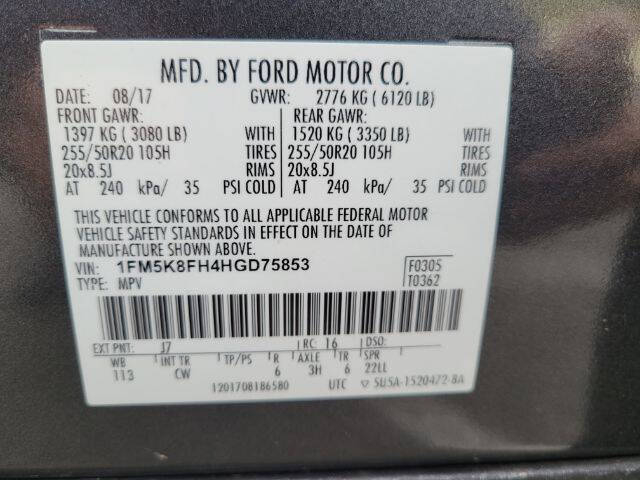 MFD. BY FORD MOTOR CO.
DATE: 08/17 GVWR: 2776 KG ( 6120 LB)
FRONT GAWR: REAR GAWR:
1397 KG ( 3080 LB) WITH 1520 KG ( 3350 LB) WITH
255/50R20 105H TIRES 255/50R20 105H TIRES
20x8.5J RIMS 20x8.5J RIMS
AT 240 kPa/ 35 PSI COLD AT 240 kPa/ 35 PSI COLD
THIS VEHICLE CONFORMS TO ALL APPLICABLE FEDERAL MOTOR
VEHICLE SAFETY STANDARDS IN EFFECT ON THE DATE OF
MANUFACTURE SHOWN ABOVE.
VIN: 1FM5K8FH4HGD75853 F0305
TYPE: MPV T0362
EXT PNT: J7 RC: 16 DSO:
WB INT TR TP/PS R AXLE TR SPR
113 CW 6 3H 6 22LL
1201708186580 UTC ▽ SU5A-1520472-8A